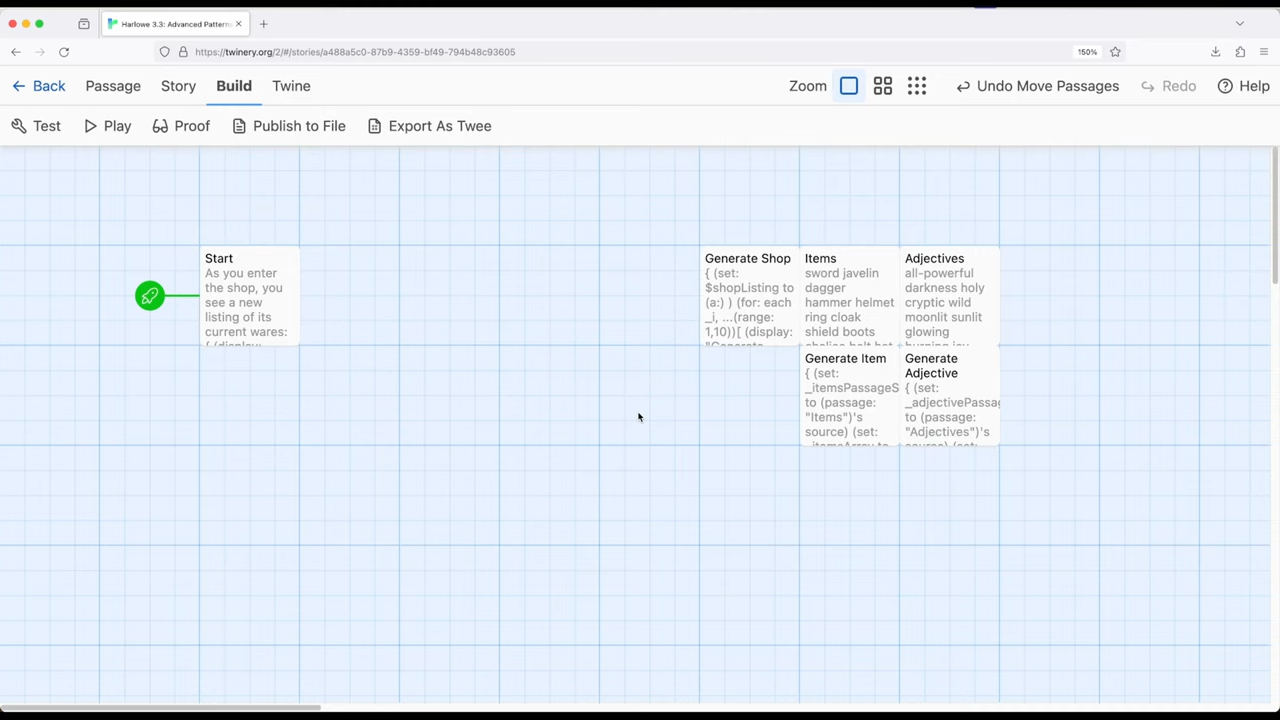 Harlowe 3.3: Advanced Pattern
https://twinery.org/2/#/stories/a488a5c0-87b9-4359-bf49-794b48c93605
150%
Back
Passage
Story
Build
Twine
Zoom
Undo Move Passages
Redo
Help
Test
Play
Proof
Publish to File
Export As Twee
Start
As you enter
the shop, you
see a new
listing of its
current wares:
{ (display:
Generate Shop
{ (set:
$shopListing to
(a:) ) (for: each
_i, ...(range:
1,10))[ (display:
"Generate
Items
sword javelin
dagger
hammer helmet
ring cloak
shield boots
Adjectives
all-powerful
darkness holy
cryptic wild
moonlit sunlit
glowing
Generate Item
{ (set:
_itemsPassageS
to (passage:
"Items")'s
source) (set:
Generate
Adjective
{ (set:
_adjectivePassag
to (passage:
"Adjectives")'s